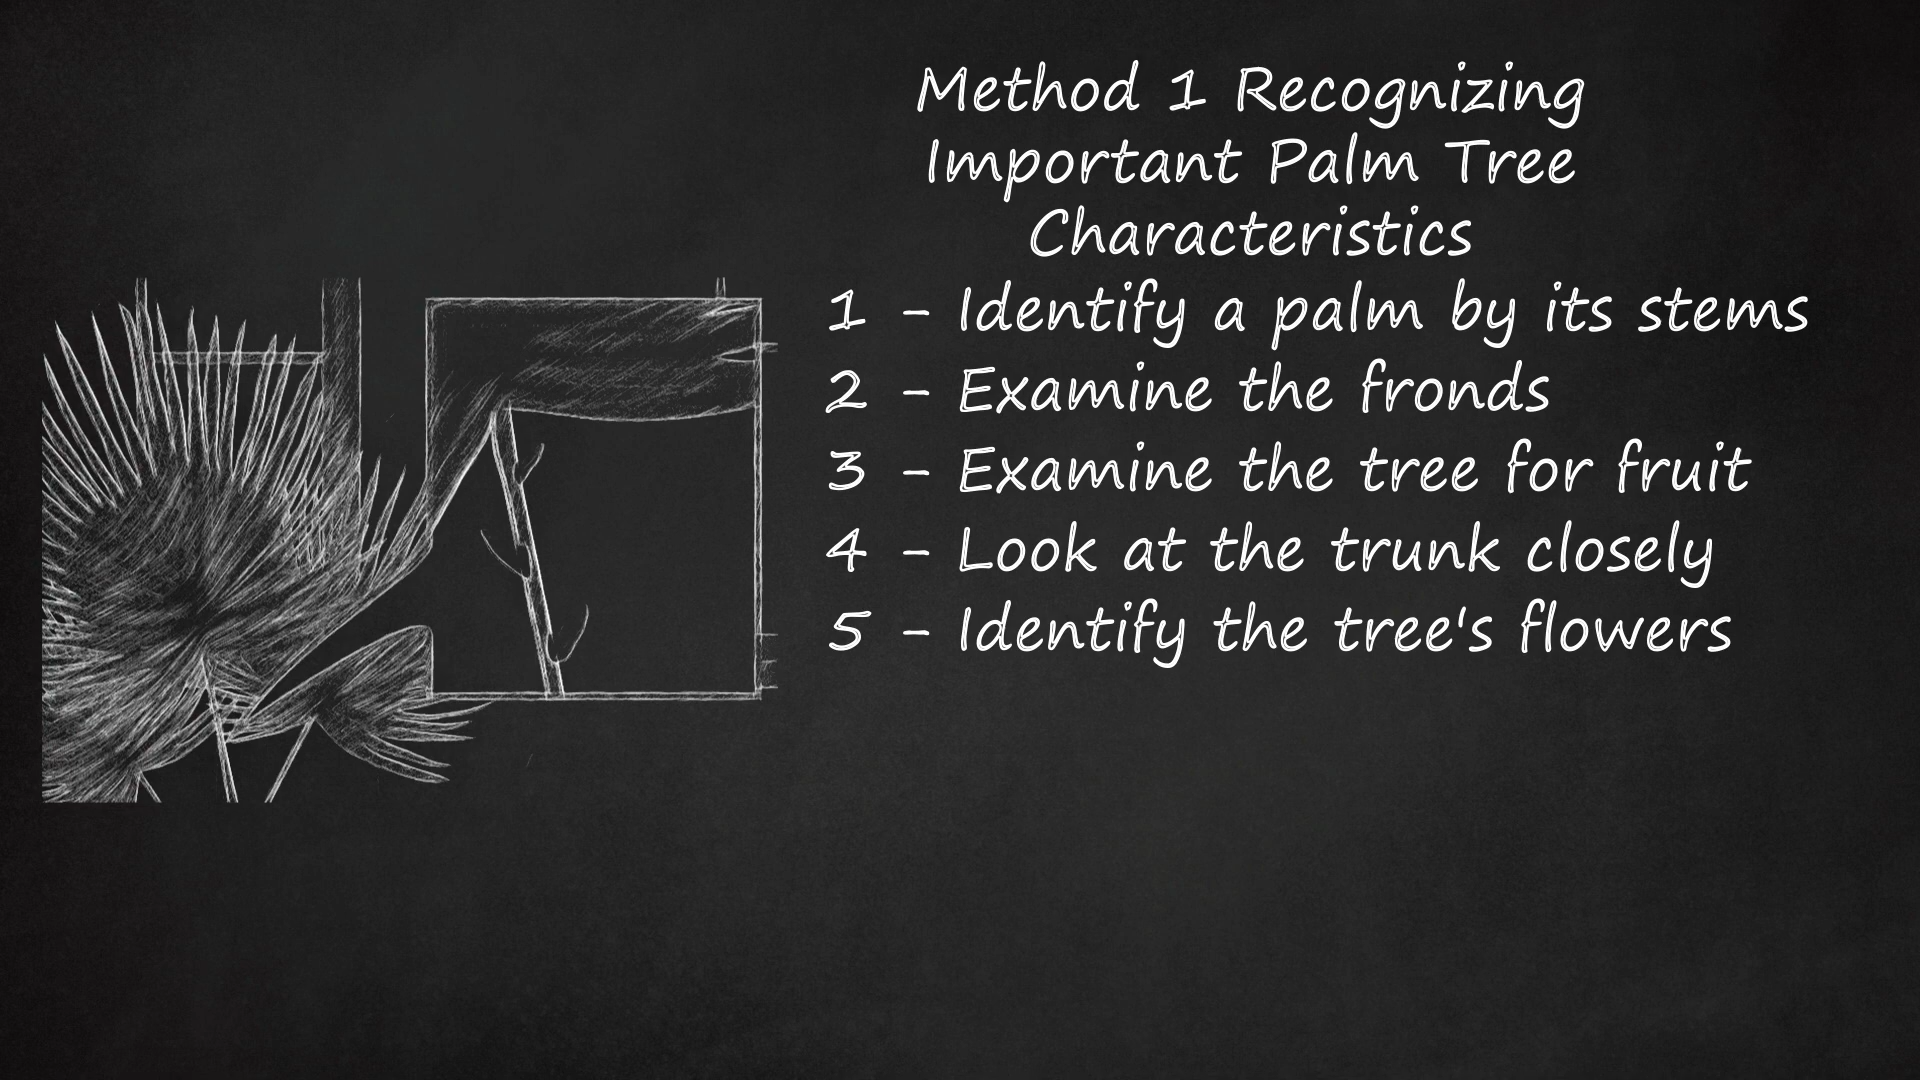 Method 1 Recognizing
Important Palm Tree
Characteristics
1 - Identify a palm by its stems
2 - Examine the fronds
3 - Examine the tree for fruit
4 - Look at the trunk closely
5 - Identify the tree's flowers